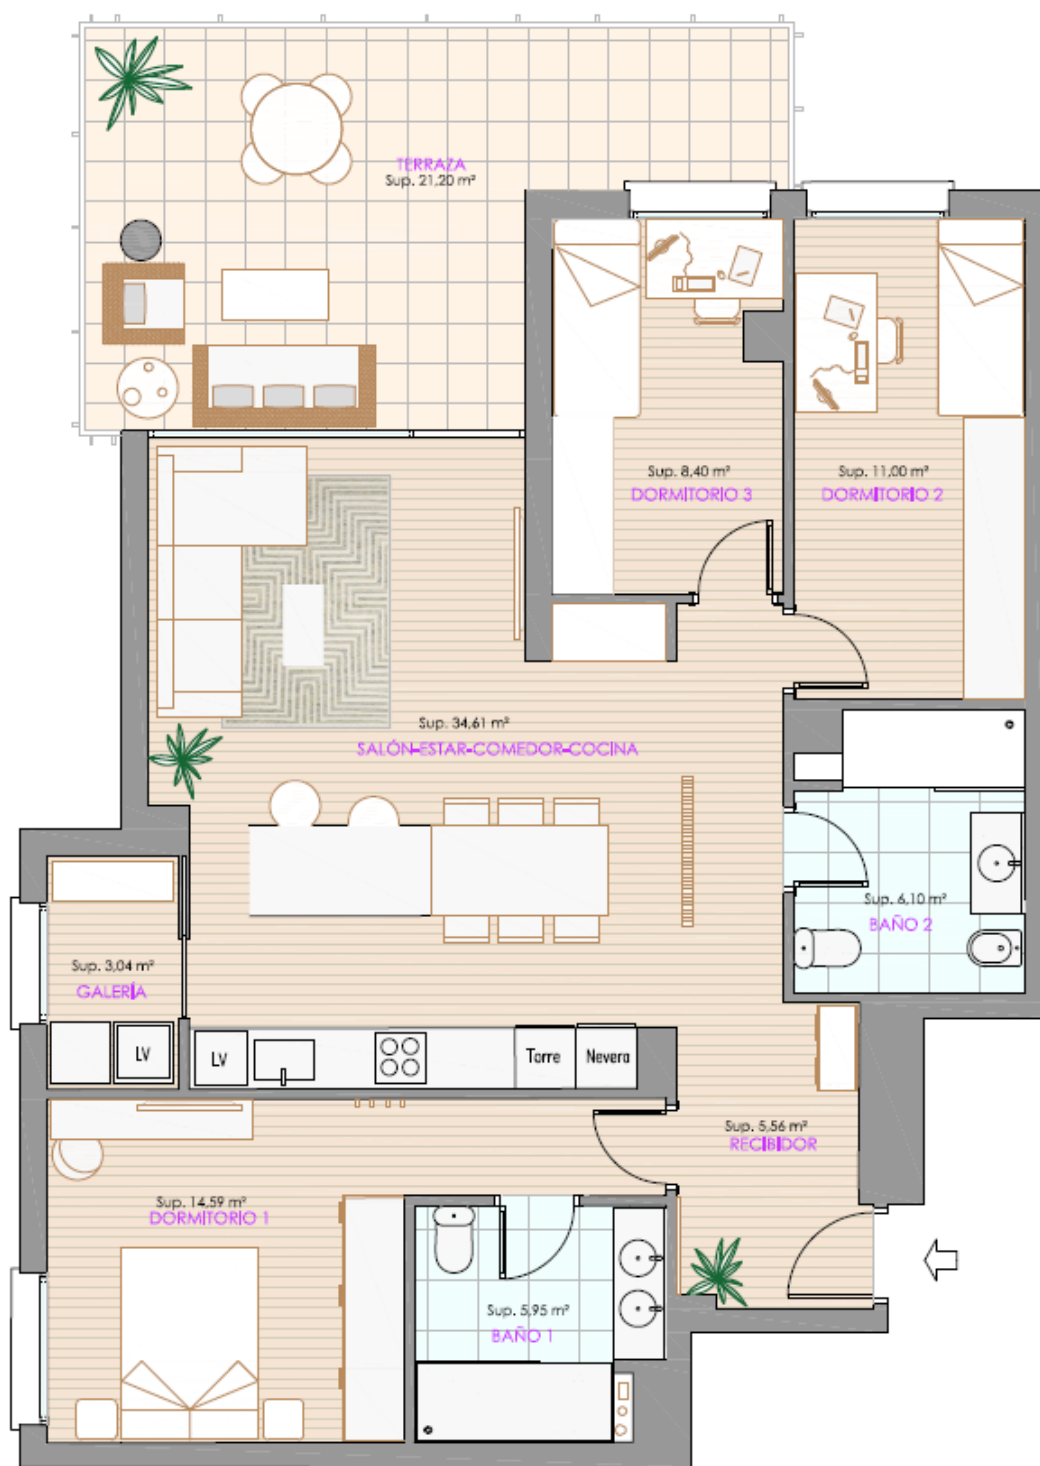 TERRAZA
Sup. 21,20 m²
Sup. 8,40 m²
DORMITORIO 3
Sup. 11,00 m²
DORMITORIO 2
Sup. 34,61 m²
SALÓN-ESTAR-COMEDOR-COCINA
Sup. 6,10 m²
BAÑO 2
Sup. 3,04 m²
GALERÍA
LV
LV
Torre
Nevera
Sup. 5,56 m²
RECIBIDOR
Sup. 14,59 m²
DORMITORIO 1
Sup. 5,95 m²
BAÑO 1